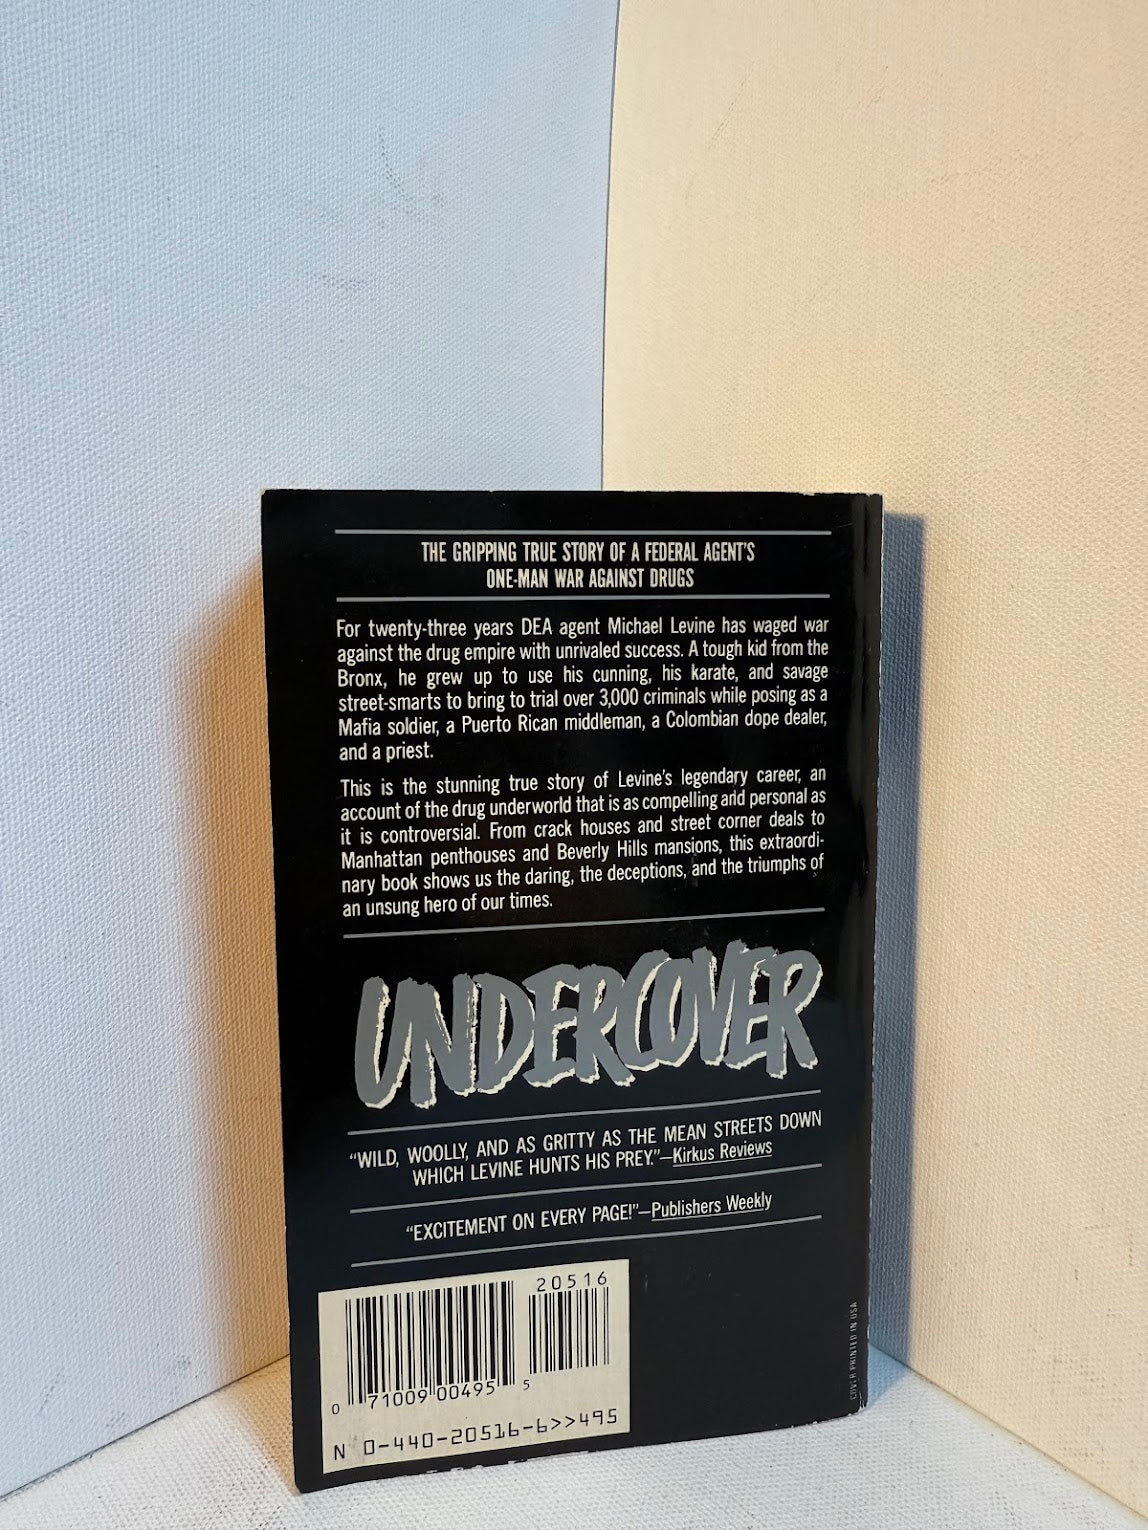 THE GRIPPING TRUE STORY OF A FEDERAL AGENT'S
ONE-MAN WAR AGAINST DRUGS
For twenty-three years DEA agent Michael Levine has waged war
against the drug empire with unrivaled success. A tough kid from the
Bronx, he grew up to use his cunning, his karate, and savage
street-smarts to bring to trial over 3,000 criminals while posing as a
Mafia soldier, a Puerto Rican middleman, a Colombian dope dealer,
and a priest.
This is the stunning true story of Levine's legendary career, an
account of the drug underworld that is as compelling and personal as
it is controversial. From crack houses and street corner deals to
Manhattan penthouses and Beverly Hills mansions, this extraordi-
nary book shows us the daring, the deceptions, and the triumphs of
an unsung hero of our times.
UNDERCOVER
"WILD, WOOLLY, AND AS GRITTY AS THE MEAN STREETS DOWN
WHICH LEVINE HUNTS HIS PREY."—Kirkus Reviews
"EXCITEMENT ON EVERY PAGE!"—Publishers Weekly
20516
0 71009 00495 5
N 0-440-20516-6>>495
COVER PRINTED IN USA